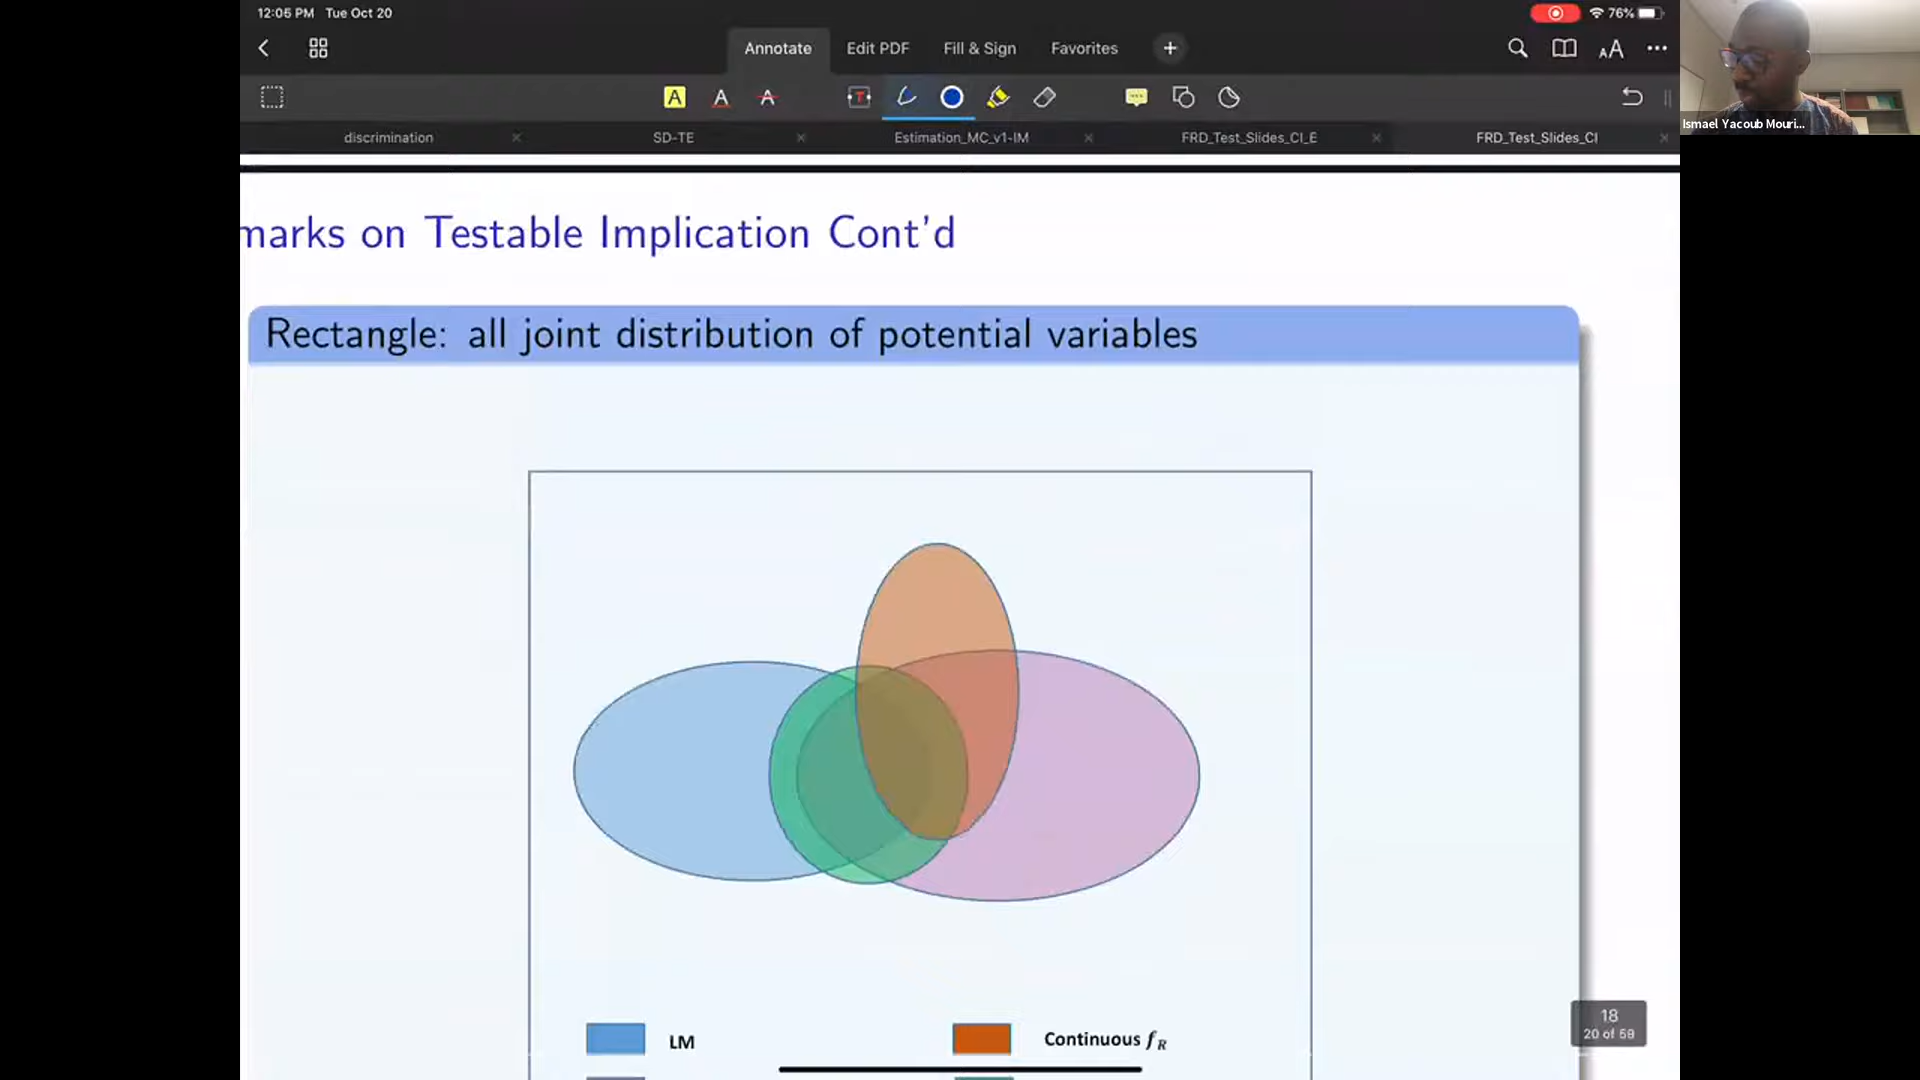 12:05 PM Tue Oct 20
76%
Annotate Edit PDF Fill & Sign Favorites
discrimination SD-TE Estimation_MC_v1-IM FRD_Test_Slides_CI_E FRD_Test_Slides_CI
Ismael Yacoub Mouri...
marks on Testable Implication Cont'd
Rectangle: all joint distribution of potential variables
LM
Continuous f_R
18
20 of 59